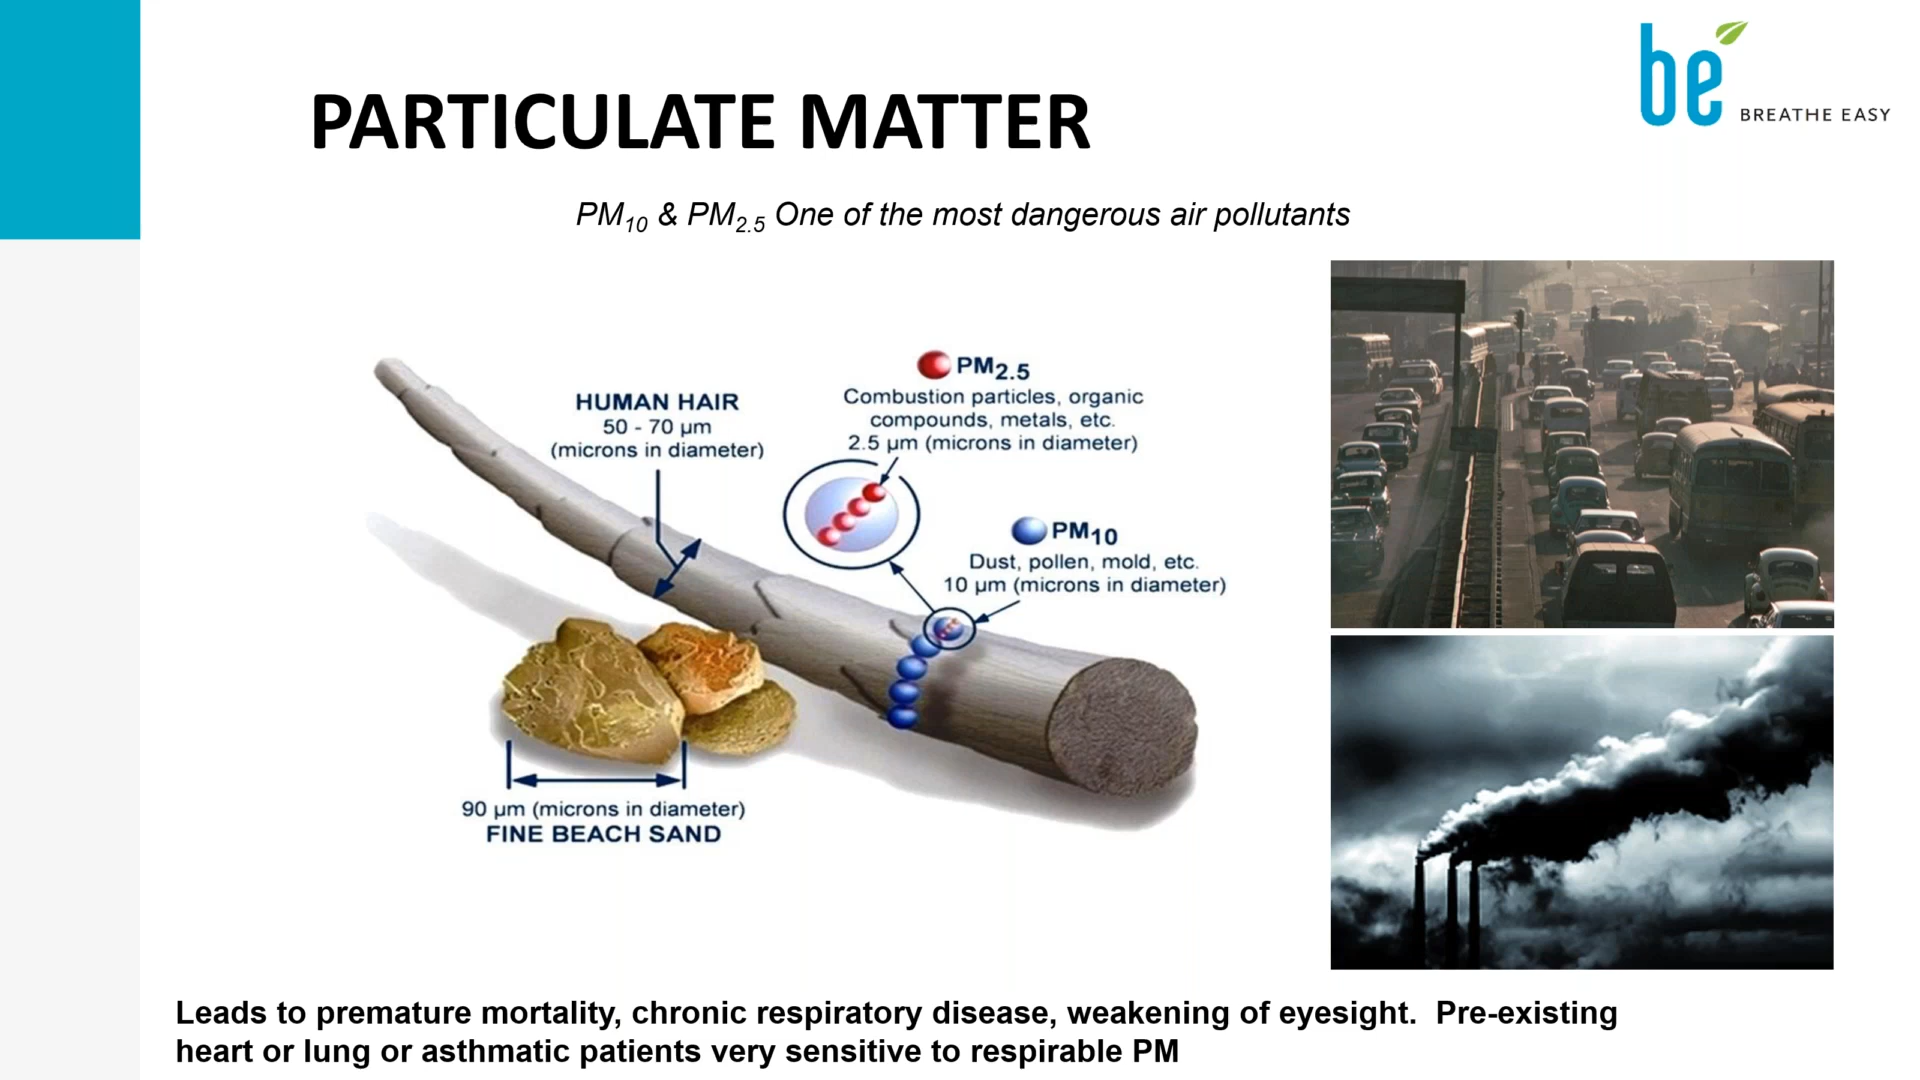 be
BREATHE EASY
PARTICULATE MATTER
PM10 & PM2.5 One of the most dangerous air pollutants
PM2.5
Combustion particles, organic
compounds, metals, etc.
2.5 µm (microns in diameter)
HUMAN HAIR
50 - 70 µm
(microns in diameter)
PM10
Dust, pollen, mold, etc.
10 µm (microns in diameter)
90 µm (microns in diameter)
FINE BEACH SAND
Leads to premature mortality, chronic respiratory disease, weakening of eyesight.  Pre-existing
heart or lung or asthmatic patients very sensitive to respirable PM